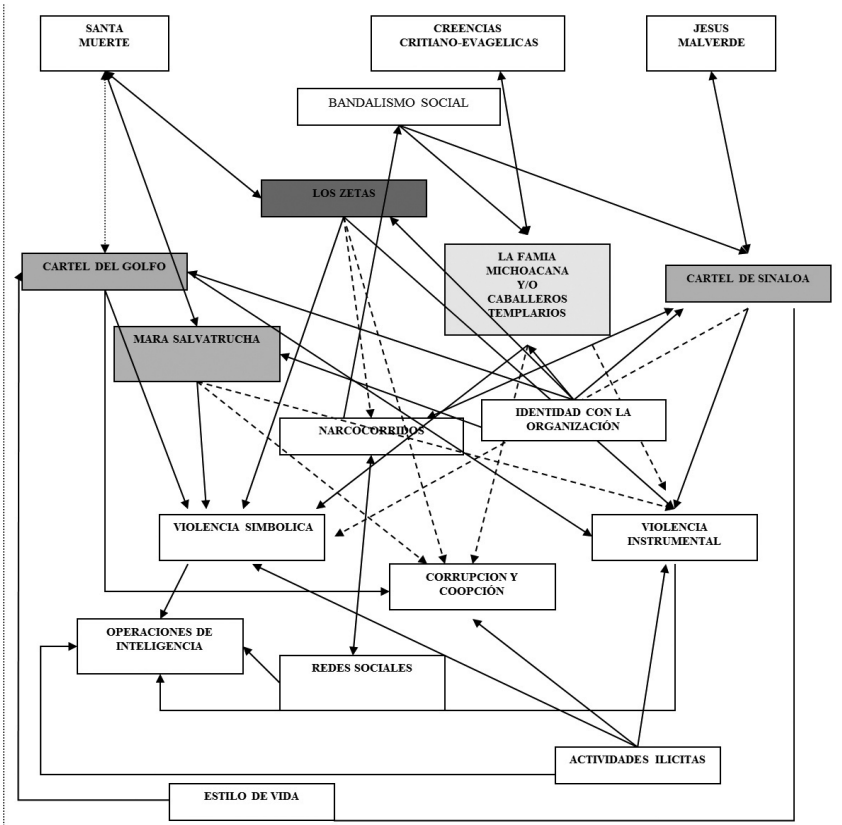 SANTA
MUERTE
CREENCIAS
CRITIANO-EVAGELICAS
JESUS
MALVERDE
BANDALISMO SOCIAL
LOS ZETAS
CARTEL DEL GOLFO
LA FAMIA
MICHOACANA
Y/O
CABALLEROS
TEMPLARIOS
CARTEL DE SINALOA
MARA SALVATRUCHA
IDENTIDAD CON LA
ORGANIZACIÓN
NARCOCORRIDOS
VIOLENCIA SIMBOLICA
VIOLENCIA
INSTRUMENTAL
CORRUPCION Y
COOPCIÓN
OPERACIONES DE
INTELIGENCIA
REDES SOCIALES
ACTIVIDADES ILICITAS
ESTILO DE VIDA